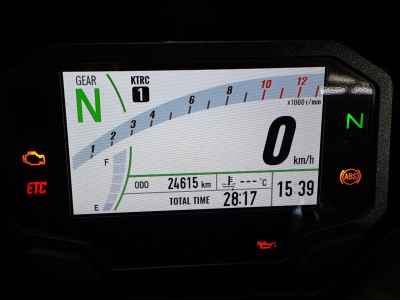 GEAR
N
KTRC
1
1 2 3 4 6 8 10 12
x1000 r/min
0
km/h
N
F
E
ETC
ABS
ODO 24615 km
--- °C
TOTAL TIME 28:17
15 39